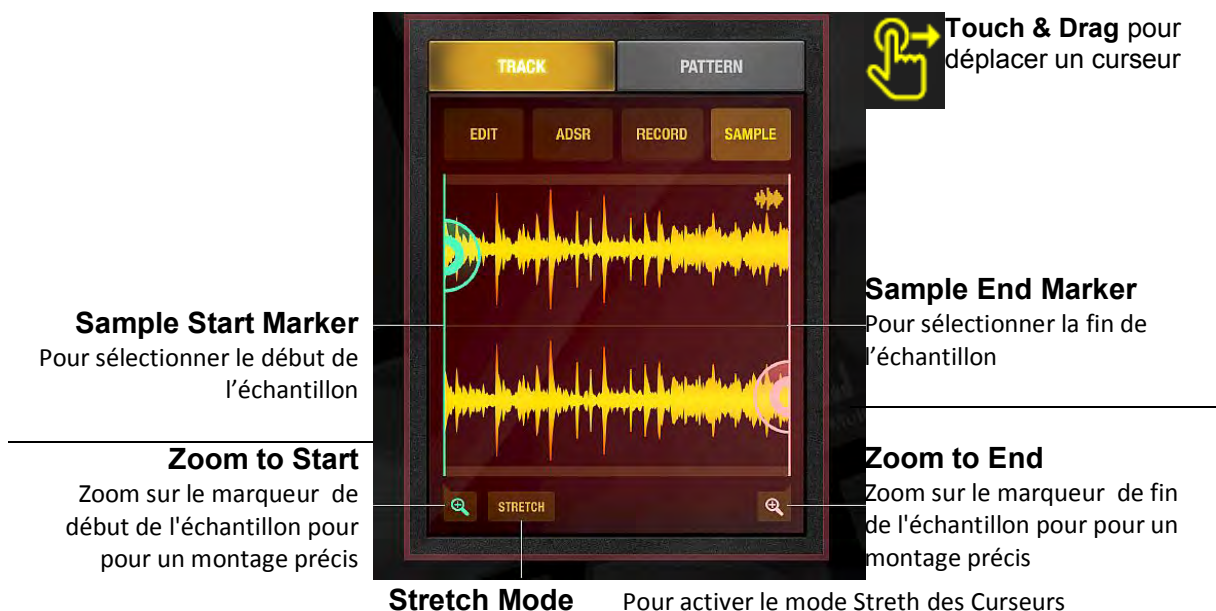 Touch & Drag pour
déplacer un curseur
TRACK
PATTERN
EDIT
ADSR
RECORD
SAMPLE
Sample Start Marker
Pour sélectionner le début de
l’échantillon
Sample End Marker
Pour sélectionner la fin de
l’échantillon
Zoom to Start
Zoom sur le marqueur de
début de l'échantillon pour
pour un montage précis
Zoom to End
Zoom sur le marqueur de fin
de l'échantillon pour pour un
montage précis
STRETCH
Stretch Mode Pour activer le mode Streth des Curseurs